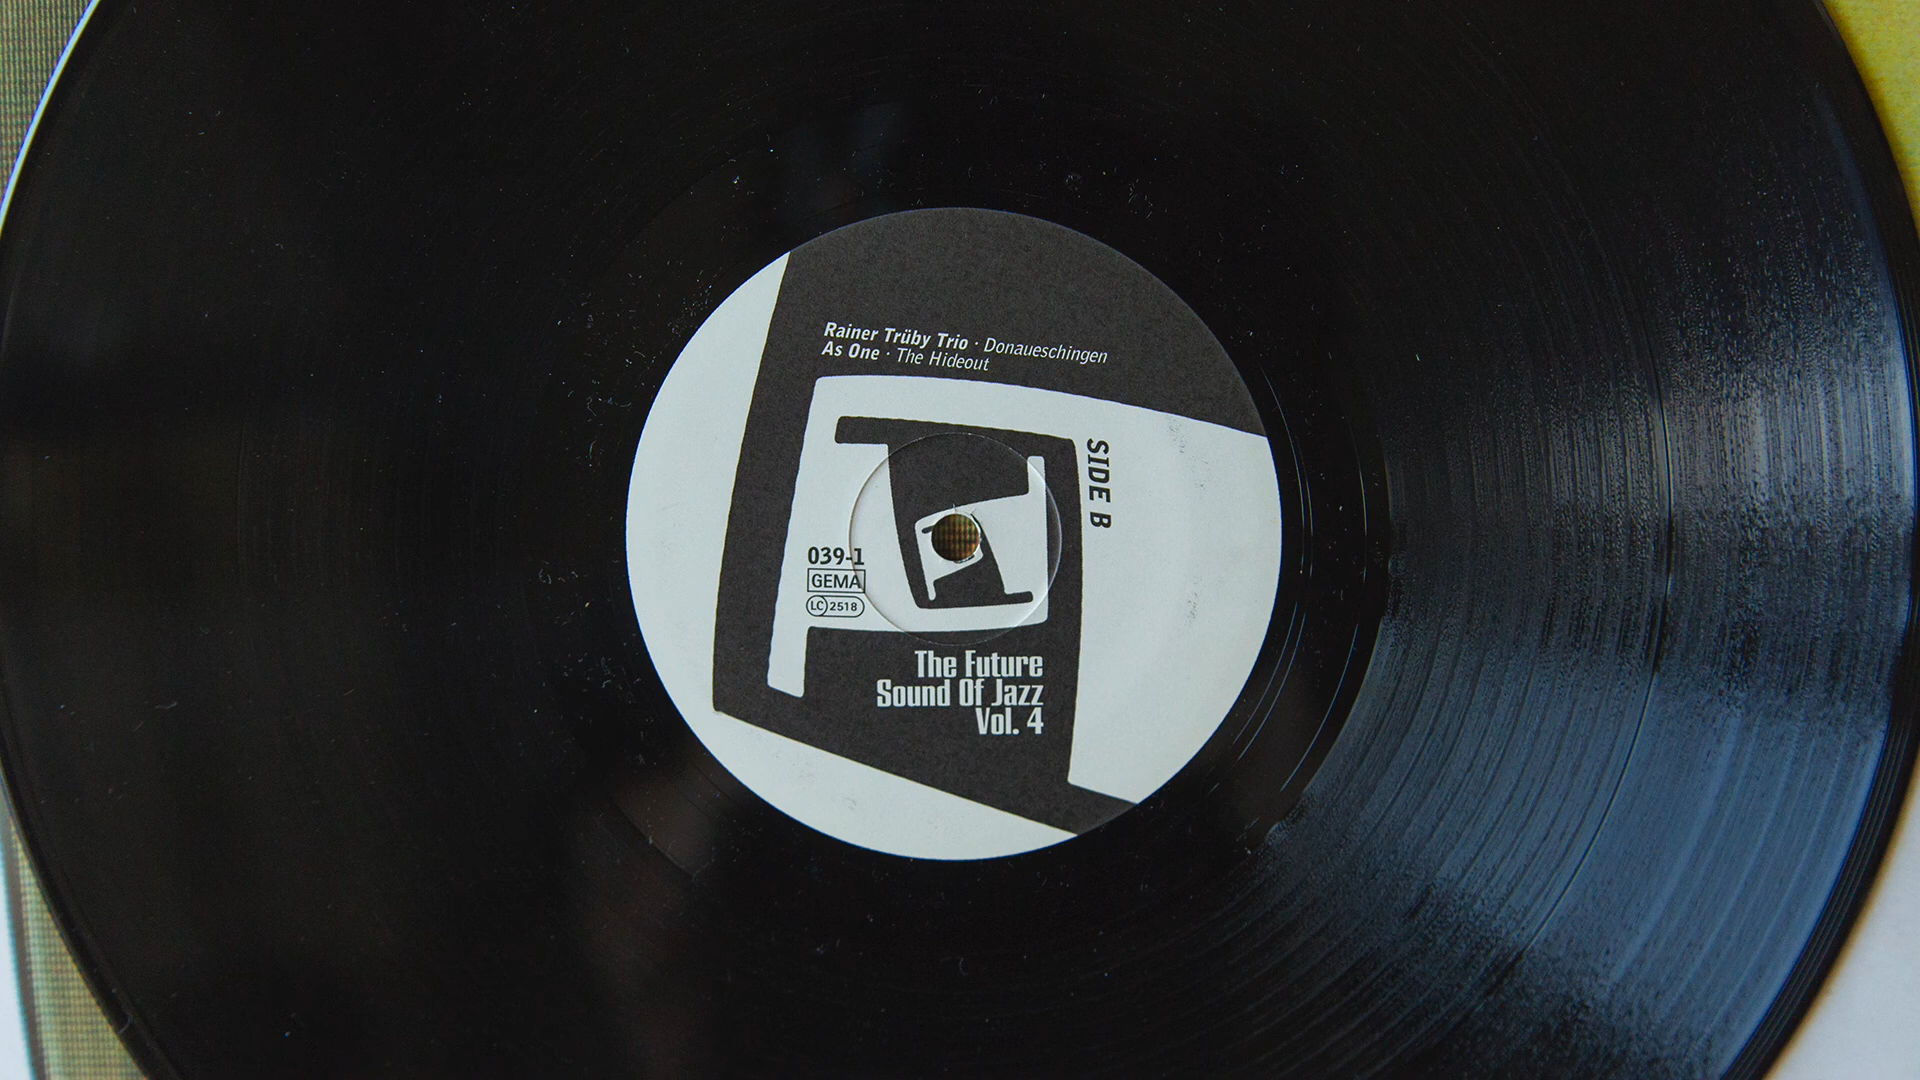 Rainer Trüby Trio · Donaueschingen
As One · The Hideout
SIDE B
039-1
GEMA
LC 2518
The Future
Sound Of Jazz
Vol. 4